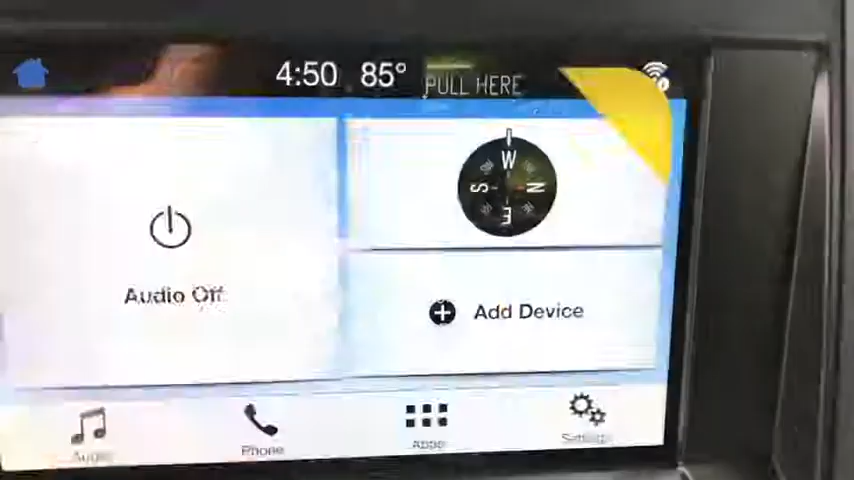 4:50 85° PULL HERE
W
S N
E
Audio Off
Add Device
Audio Phone Apps Settings